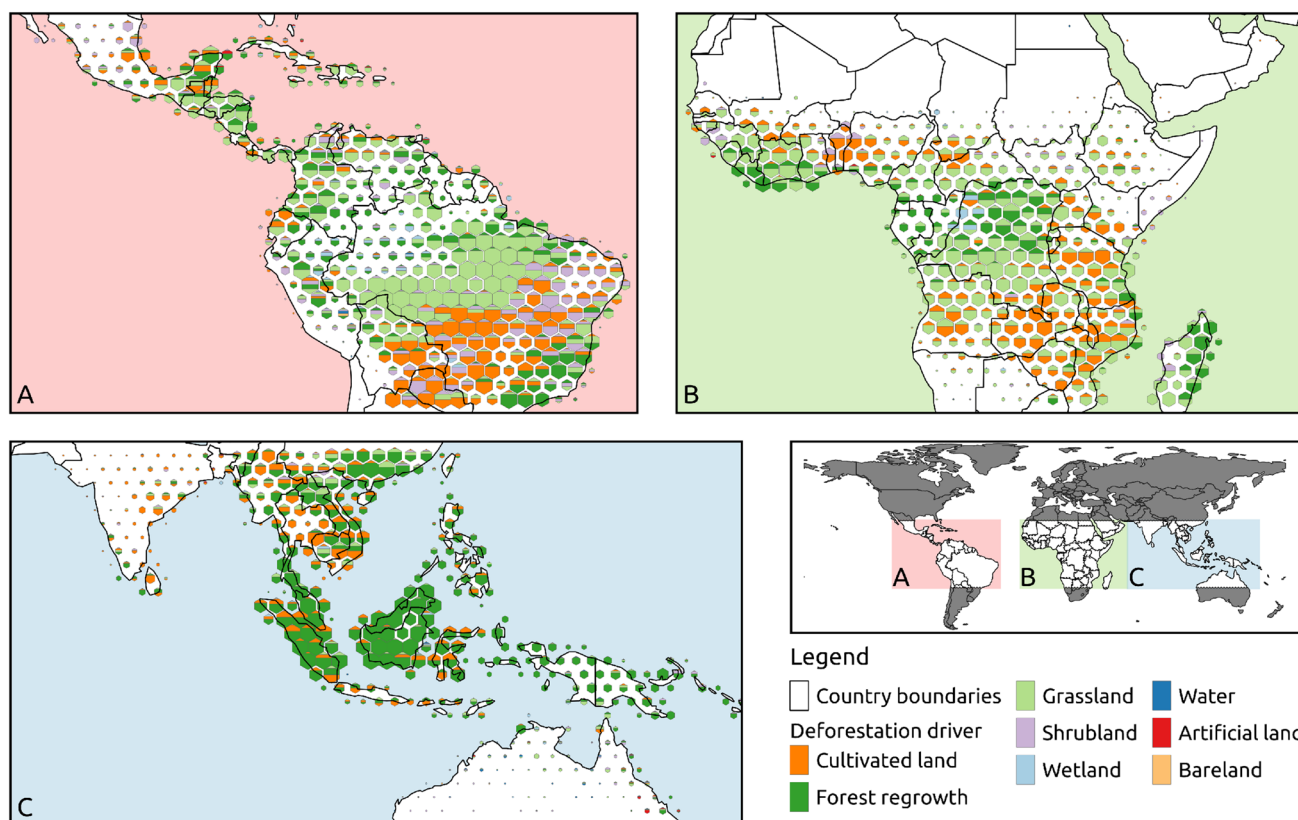 A
B
C
A
B
C
Legend
Country boundaries
Grassland
Water
Deforestation driver
Shrubland
Artificial land
Cultivated land
Wetland
Bareland
Forest regrowth